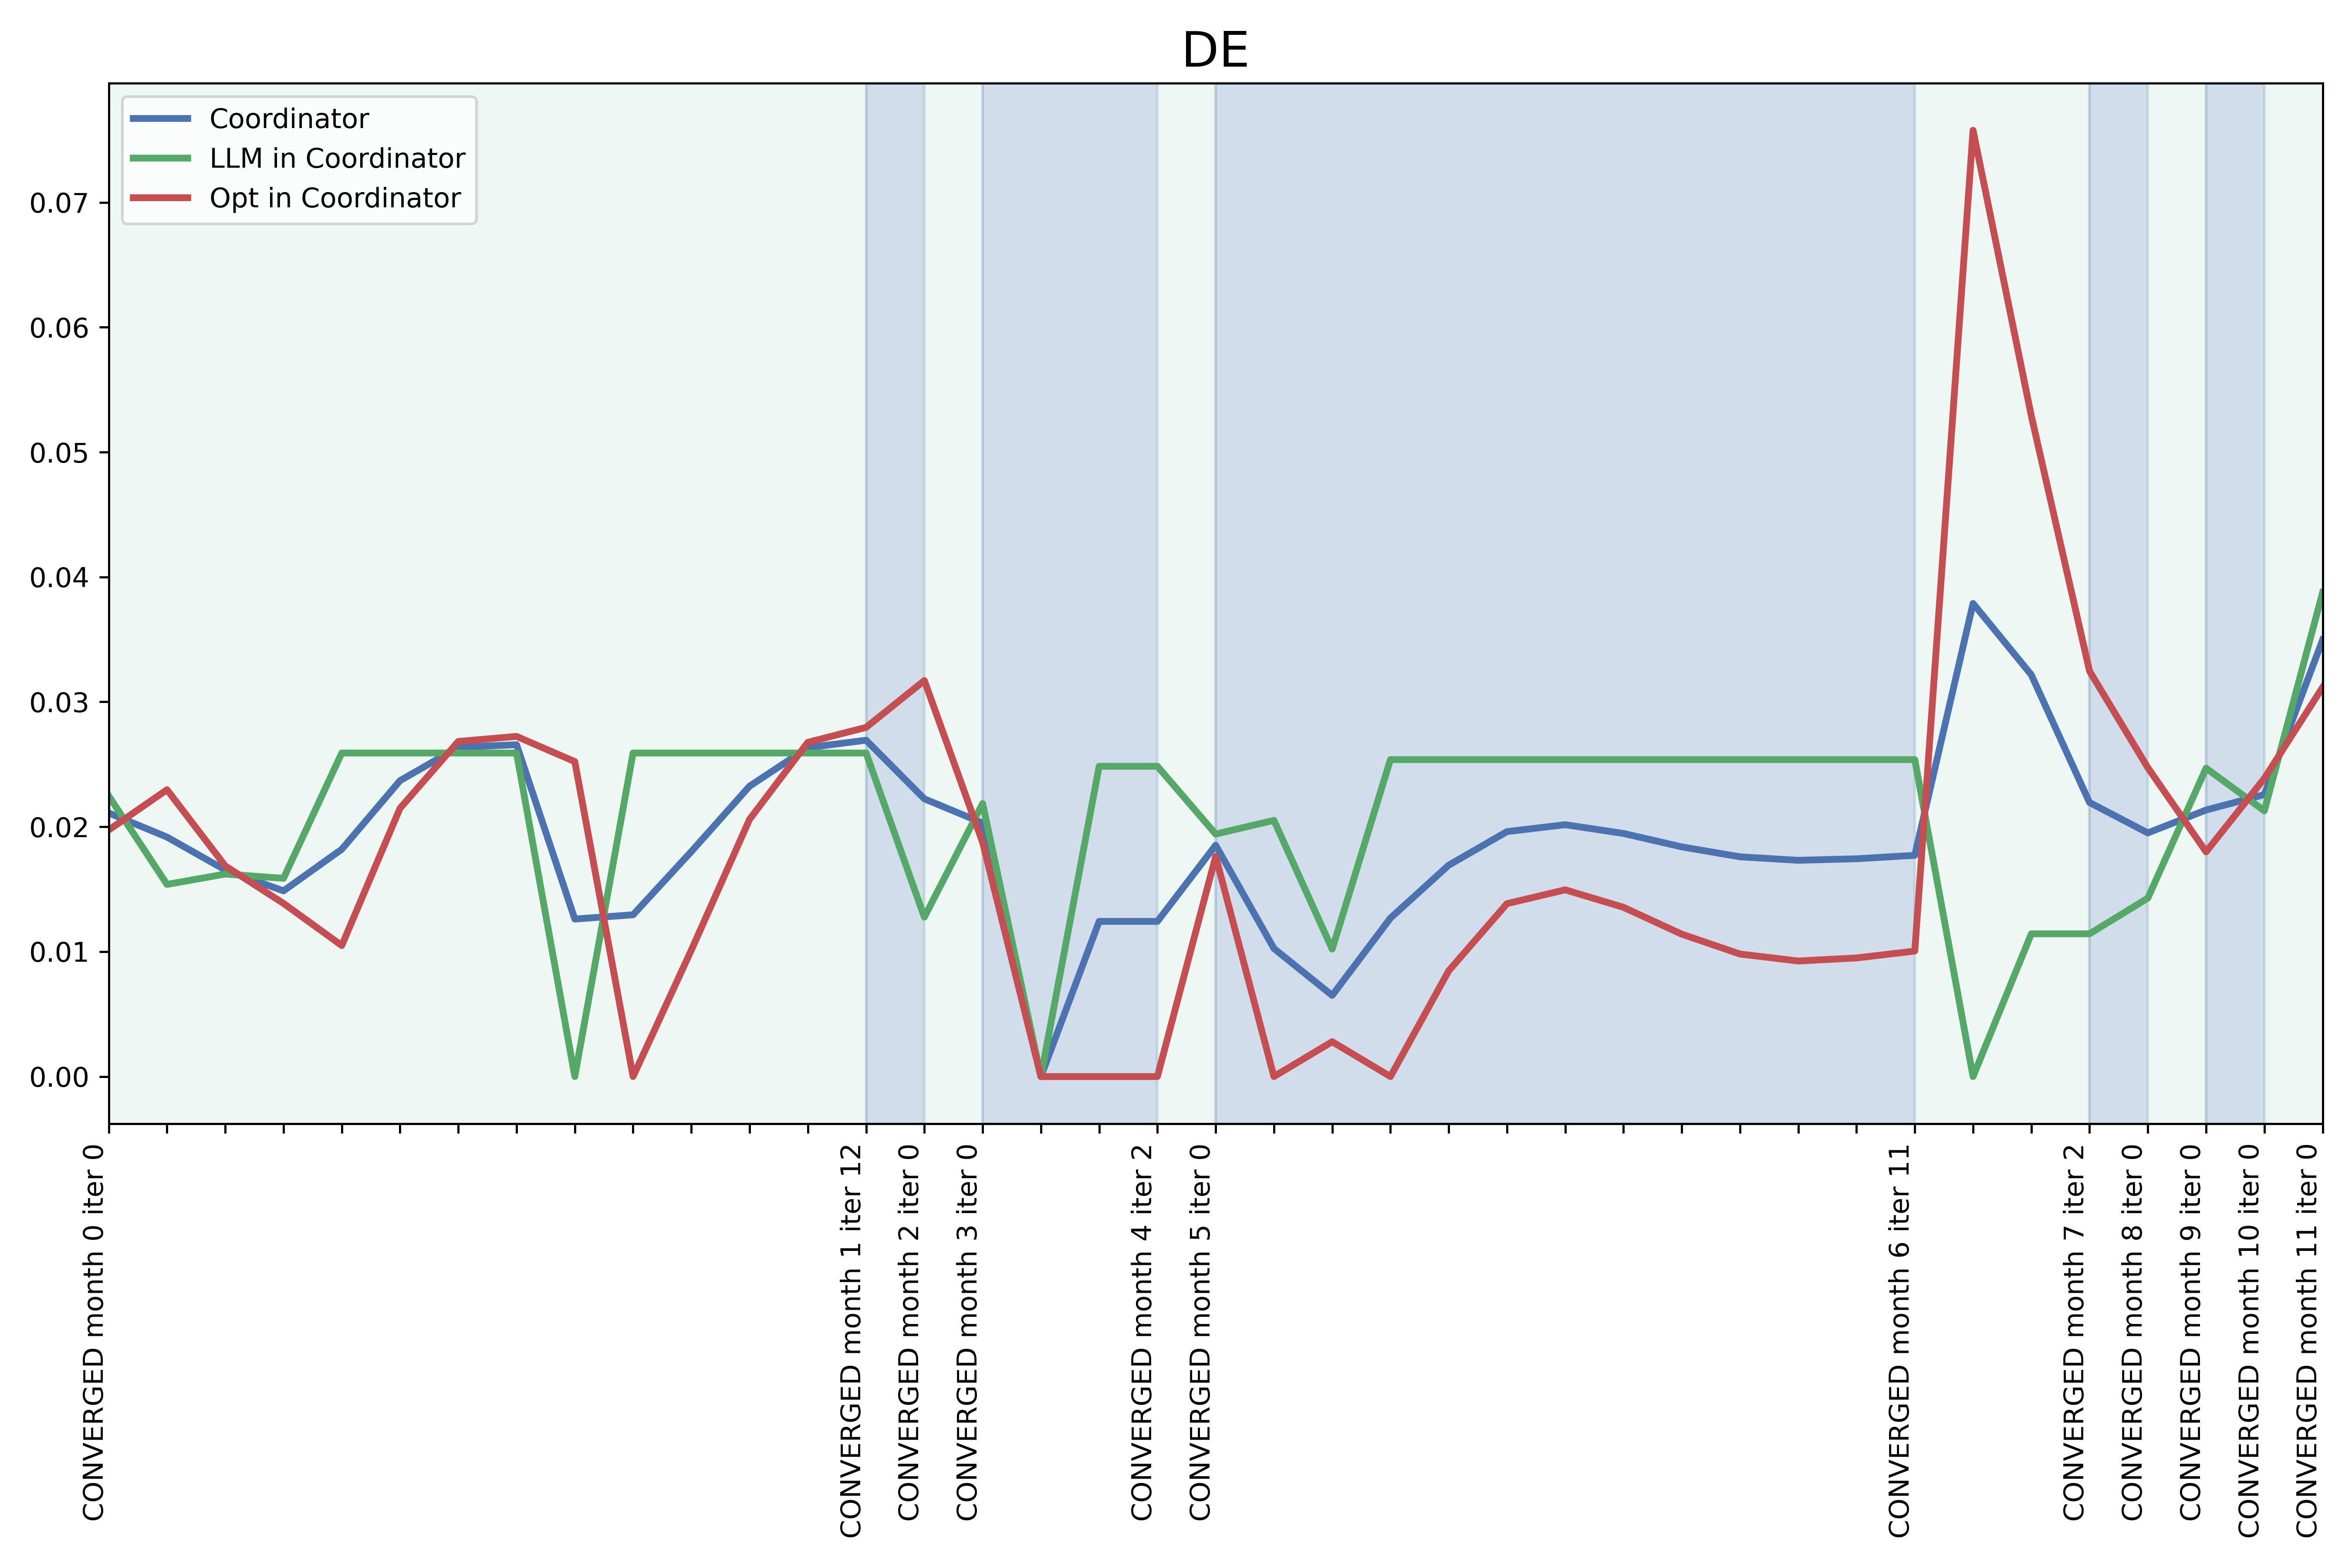 DE
Coordinator
LLM in Coordinator
Opt in Coordinator
0.07
0.06
0.05
0.04
0.03
0.02
0.01
0.00
CONVERGED month 0 iter 0
CONVERGED month 1 iter 12
CONVERGED month 2 iter 0
CONVERGED month 3 iter 0
CONVERGED month 4 iter 2
CONVERGED month 5 iter 0
CONVERGED month 6 iter 11
CONVERGED month 7 iter 2
CONVERGED month 8 iter 0
CONVERGED month 9 iter 0
CONVERGED month 10 iter 0
CONVERGED month 11 iter 0